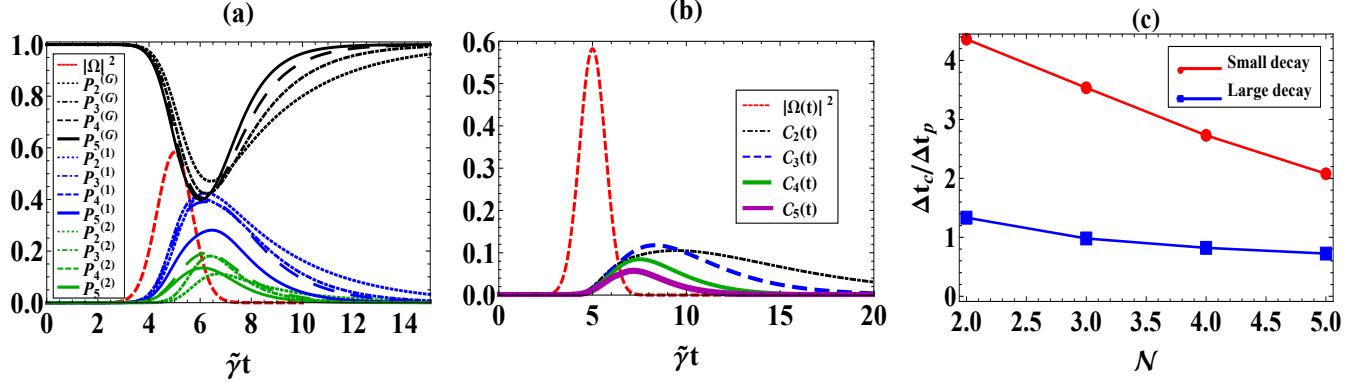 (a)
1.0
0.8
0.6
0.4
0.2
0.0
|Ω|²
P₂⁽ᴳ⁾
P₃⁽ᴳ⁾
P₄⁽ᴳ⁾
P₅⁽ᴳ⁾
P₂⁽¹⁾
P₃⁽¹⁾
P₄⁽¹⁾
P₅⁽¹⁾
P₂⁽²⁾
P₃⁽²⁾
P₄⁽²⁾
P₅⁽²⁾
0 2 4 6 8 10 12 14
γ̃t
(b)
0.6
0.5
0.4
0.3
0.2
0.1
0.0
|Ω(t)|²
C₂(t)
C₃(t)
C₄(t)
C₅(t)
0 5 10 15 20
γ̃t
(c)
Δt_c/Δt_p
4
3
2
1
0
Small decay
Large decay
2.0 2.5 3.0 3.5 4.0 4.5 5.0
𝒩